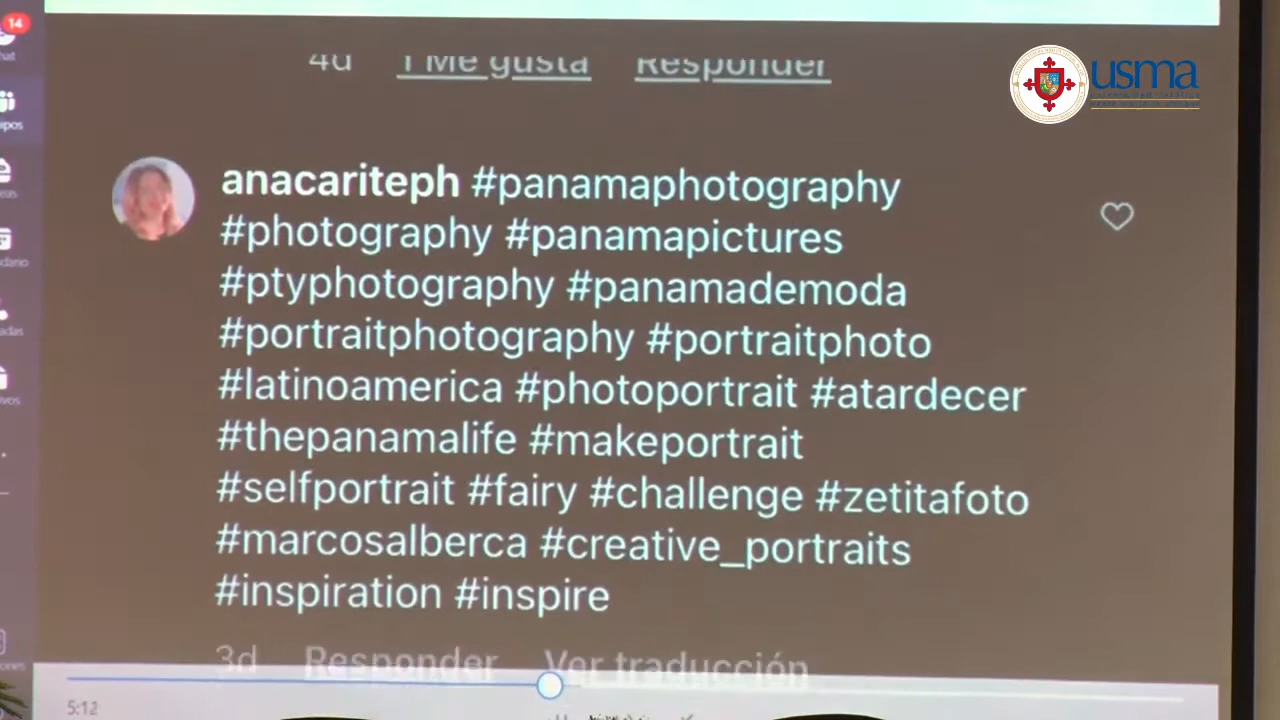 14
4d 1 Me gusta Responder
usma
anacariteph #panamaphotography
#photography #panamapictures
#ptyphotography #panamademoda
#portraitphotography #portraitphoto
#latinoamerica #photoportrait #atardecer
#thepanamalife #makeportrait
#selfportrait #fairy #challenge #zetitafoto
#marcosalberca #creative_portraits
#inspiration #inspire
3d Responder Ver traducción
5:12